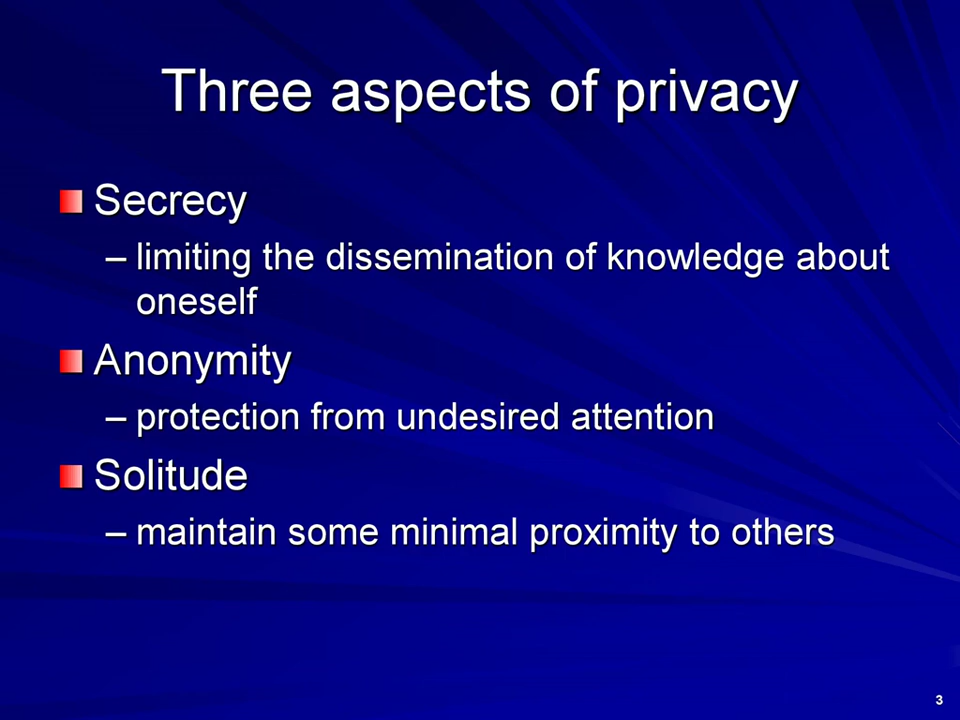 Three aspects of privacy
Secrecy
– limiting the dissemination of knowledge about
oneself
Anonymity
– protection from undesired attention
Solitude
– maintain some minimal proximity to others
3